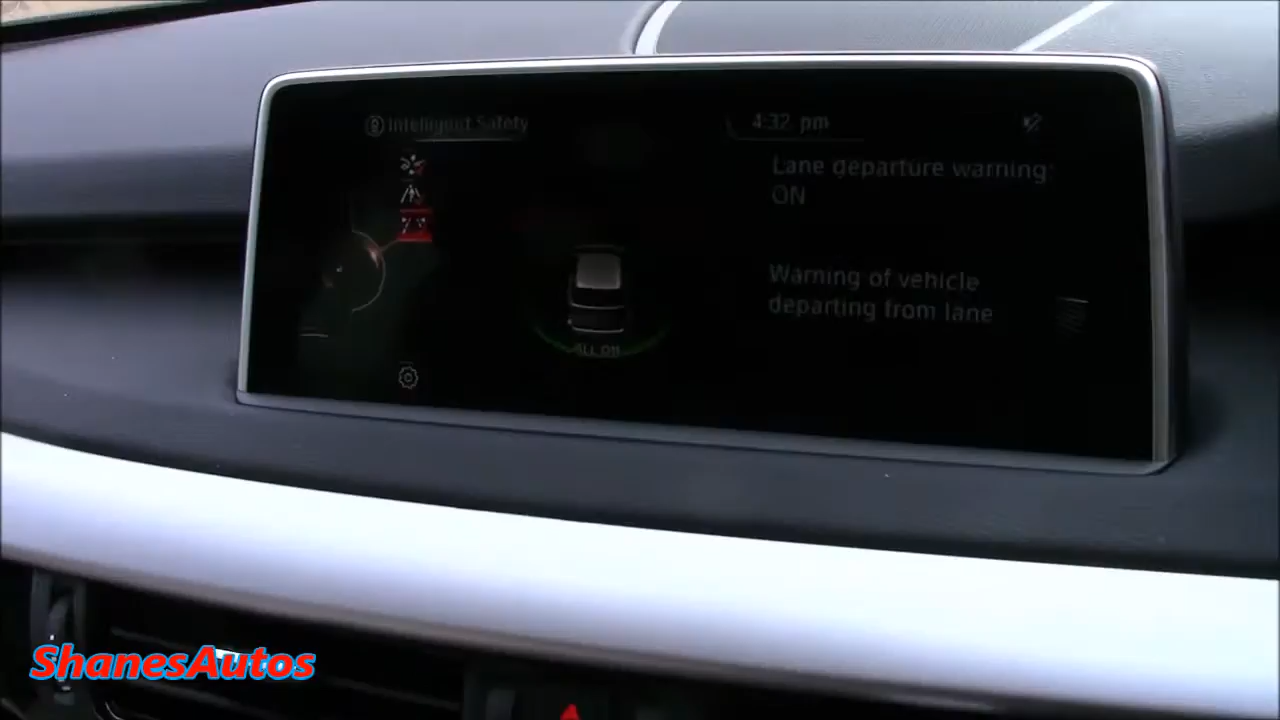 Intelligent Safety
4:32 pm
Lane departure warning:
ON
Warning of vehicle
departing from lane
ALL ON
ShanesAutos